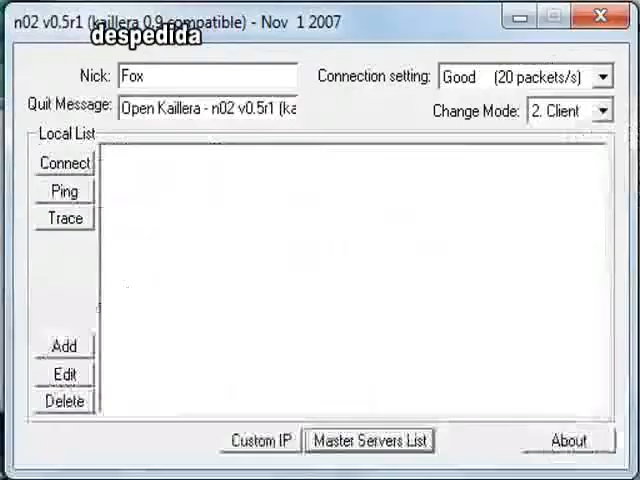 n02 v0.5r1 (kaillera 0.9 compatible) - Nov 1 2007
despedida
Nick: Fox Connection setting: Good (20 packets/s)
Quit Message: Open Kaillera - n02 v0.5r1 (ka Change Mode: 2. Client
Local List
Connect
Ping
Trace
Add
Edit
Delete
Custom IP Master Servers List About